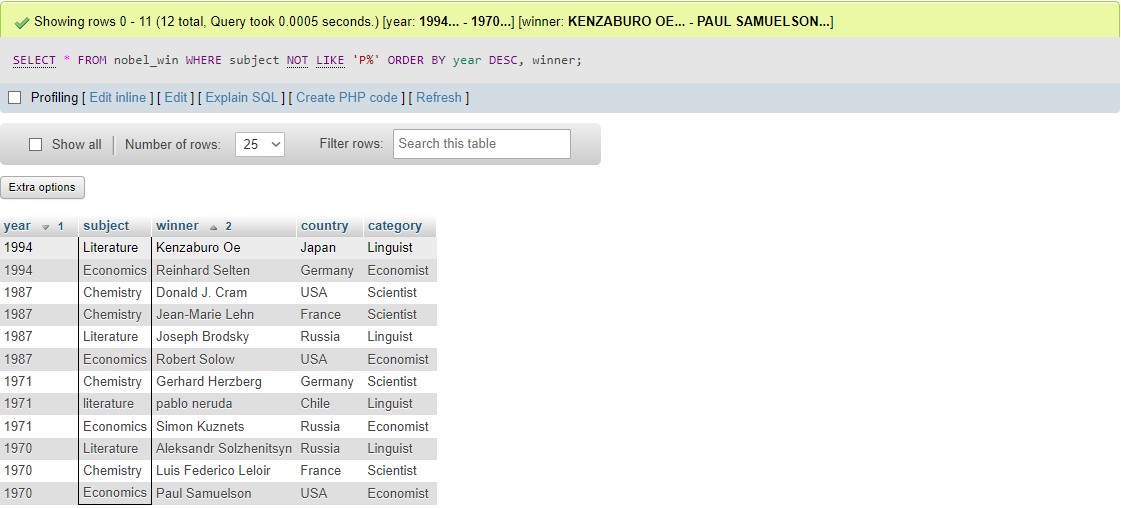 Showing rows 0 - 11 (12 total, Query took 0.0005 seconds.) [year: 1994... - 1970...] [winner: KENZABURO OE... - PAUL SAMUELSON...]
SELECT * FROM nobel_win WHERE subject NOT LIKE 'P%' ORDER BY year DESC, winner;
Profiling [ Edit inline ] [ Edit ] [ Explain SQL ] [ Create PHP code ] [ Refresh ]
Show all Number of rows: 25 Filter rows: Search this table
Extra options
year 1 subject winner 2 country category
1994 Literature Kenzaburo Oe Japan Linguist
1994 Economics Reinhard Selten Germany Economist
1987 Chemistry Donald J. Cram USA Scientist
1987 Chemistry Jean-Marie Lehn France Scientist
1987 Literature Joseph Brodsky Russia Linguist
1987 Economics Robert Solow USA Economist
1971 Chemistry Gerhard Herzberg Germany Scientist
1971 literature pablo neruda Chile Linguist
1971 Economics Simon Kuznets Russia Economist
1970 Literature Aleksandr Solzhenitsyn Russia Linguist
1970 Chemistry Luis Federico Leloir France Scientist
1970 Economics Paul Samuelson USA Economist